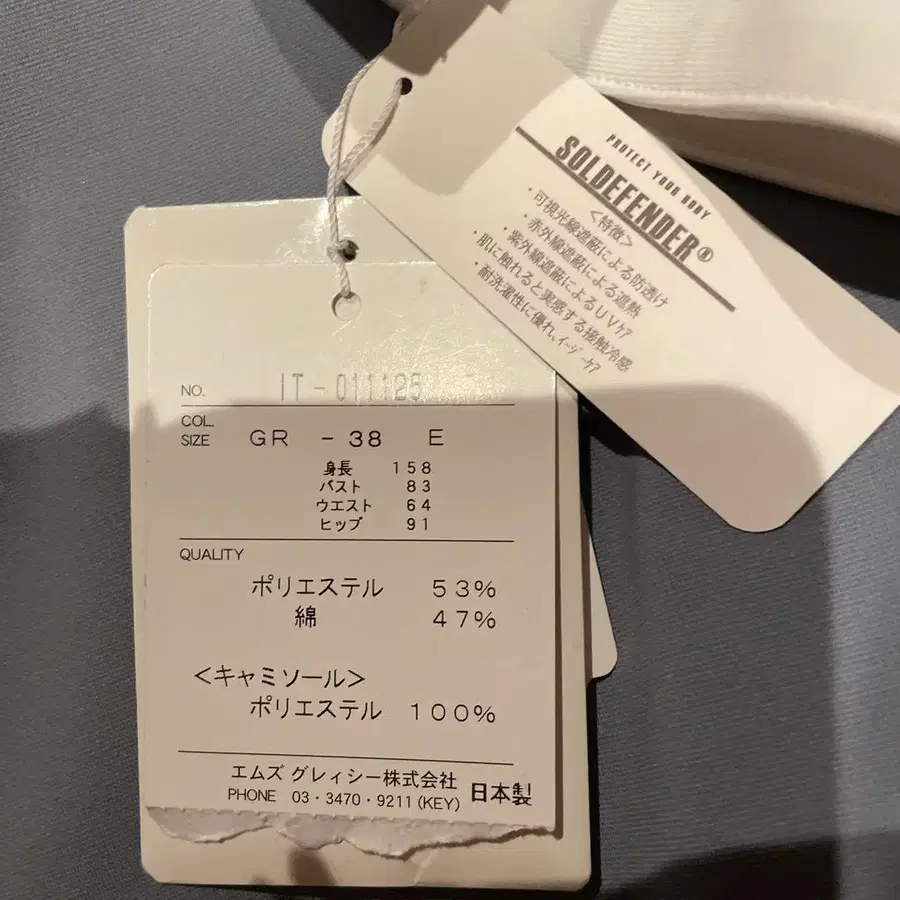 PROTECT YOUR BODY
SOLDEFENDER®
<特徴>
・可視光線遮蔽による防透け
・赤外線遮蔽による遮熱
・紫外線遮蔽によるUVケア
・肌に触れると実感する接触冷感
・耐洗濯性に優れ、イージーケア
NO. IT-011125
COL.
SIZE GR - 38 E
身長 158
バスト 83
ウエスト 64
ヒップ 91
QUALITY
ポリエステル 53%
綿 47%
<キャミソール>
ポリエステル 100%
エムズ グレィシー株式会社
PHONE 03・3470・9211(KEY) 日本製